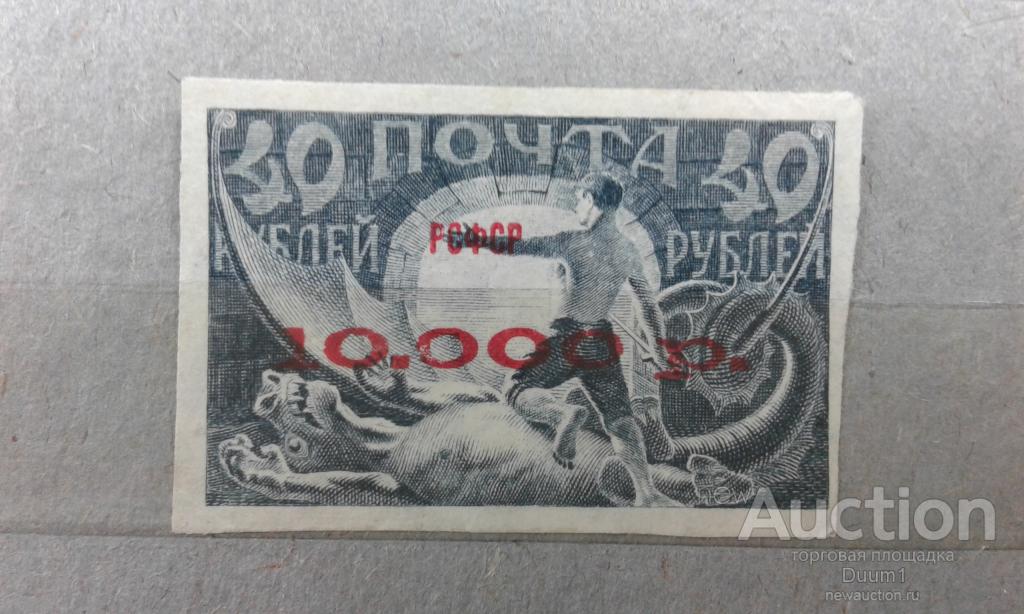 40 ПОЧТА 40
РУБЛЕЙ РУБЛЕЙ
РСФСР
10.000 р.
Auction
торговая площадка
Duum1
newauction.ru